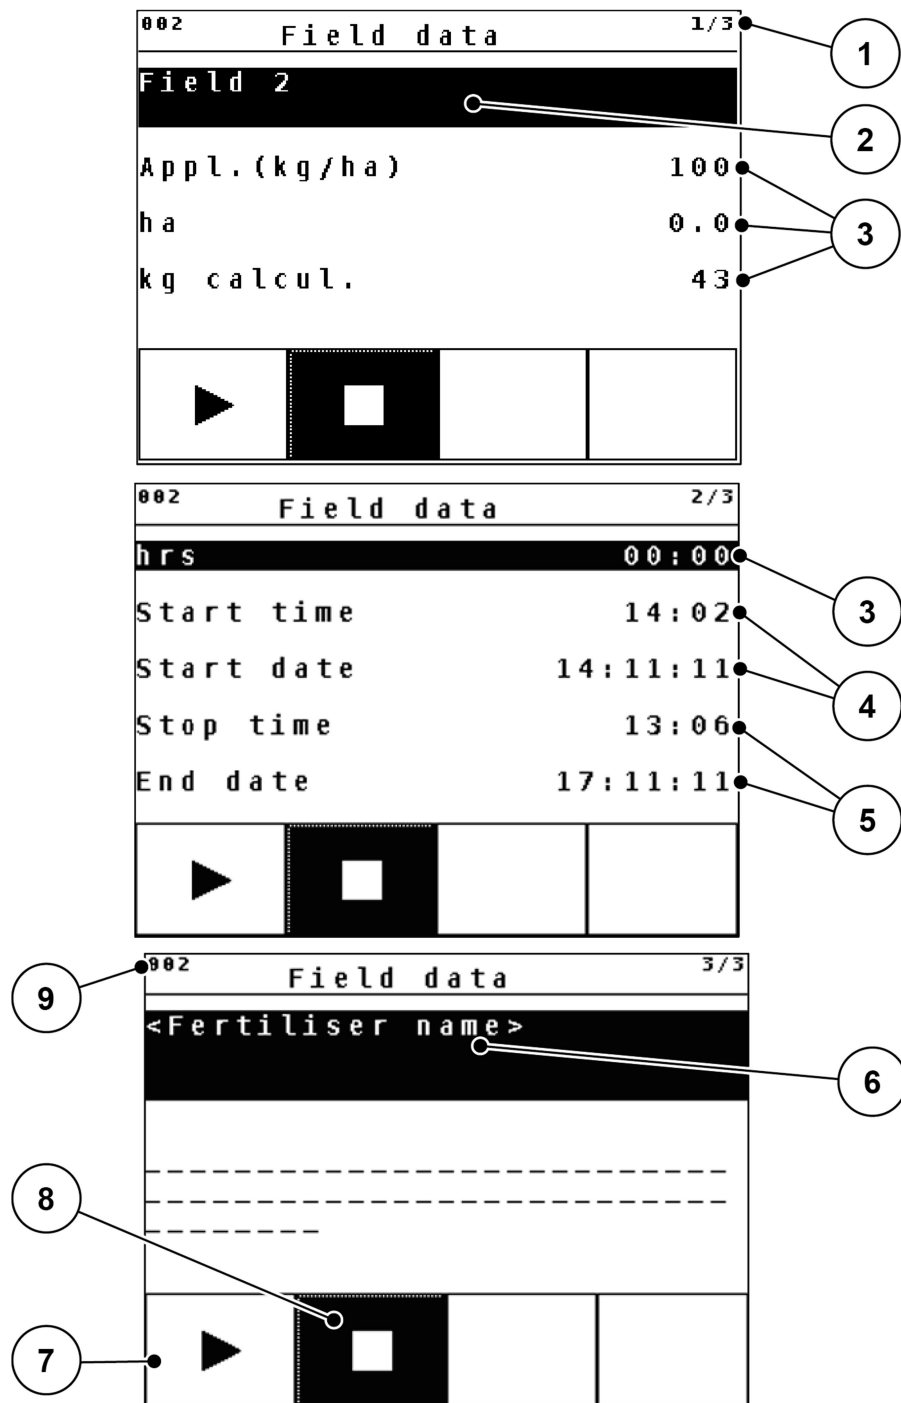 002 Field data 1/3
1
Field 2
2
Appl.(kg/ha) 100
ha 0.0
3
kg calcul. 43
002 Field data 2/3
hrs 00:00
3
Start time 14:02
Start date 14:11:11
4
Stop time 13:06
End date 17:11:11
5
002 Field data 3/3
9
<Fertiliser name>
6
8
7